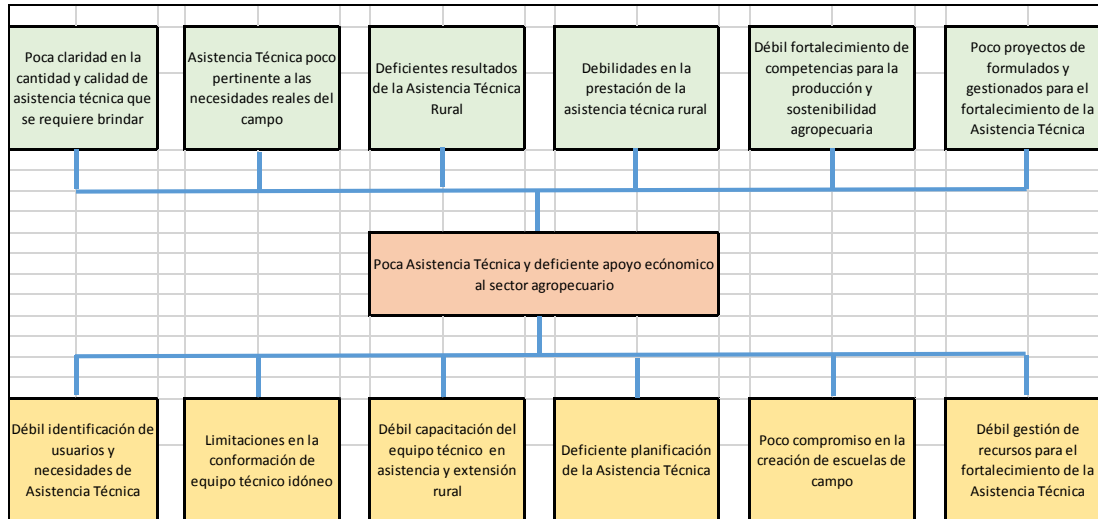 Poca claridad en la
cantidad y calidad de
asistencia técnica que
se requiere brindar
Asistencia Técnica poco
pertinente a las
necesidades reales del
campo
Deficientes resultados
de la Asistencia Técnica
Rural
Debilidades en la
prestación de la
asistencia técnica rural
Débil fortalecimiento de
competencias para la
producción y
sostenibilidad
agropecuaria
Poco proyectos de
formulados y
gestionados para el
fortalecimiento de la
Asistencia Técnica
Poca Asistencia Técnica y deficiente apoyo ecónomico
al sector agropecuario
Débil identificación de
usuarios y
necesidades de
Asistencia Técnica
Limitaciones en la
conformación de
equipo técnico idóneo
Débil capacitación del
equipo técnico en
asistencia y extensión
rural
Deficiente planificación
de la Asistencia Técnica
Poco compromiso en la
creación de escuelas de
campo
Débil gestión de
recursos para el
fortalecimiento de la
Asistencia Técnica